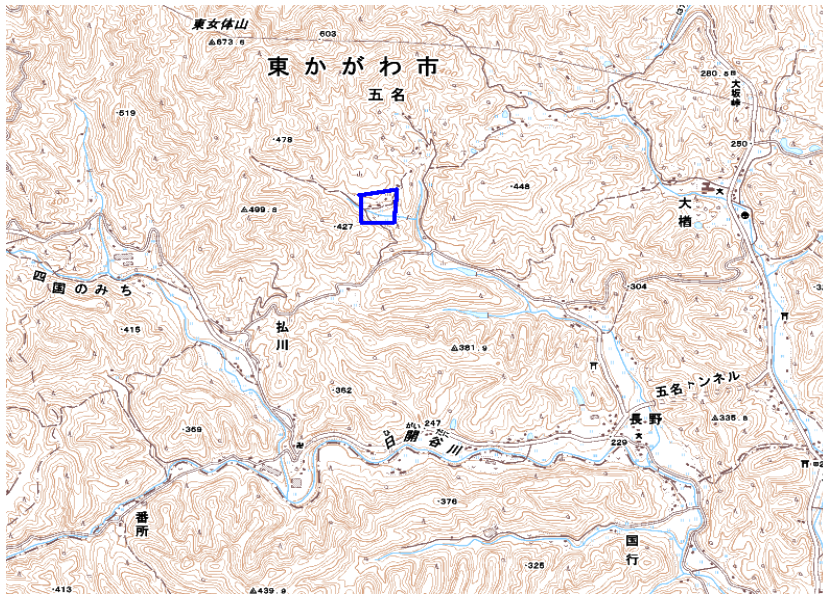 東女体山
603
673.6
東かがわ市
280.8
五名
大坂峠
519
478
250
448
499.8
大楢
427
四国のみち
304
415
払川
381.9
362
五名トンネル
369
247
長野
335.8
日開谷川
ひがいだに
229
376
番所
国行
325
413
439.9